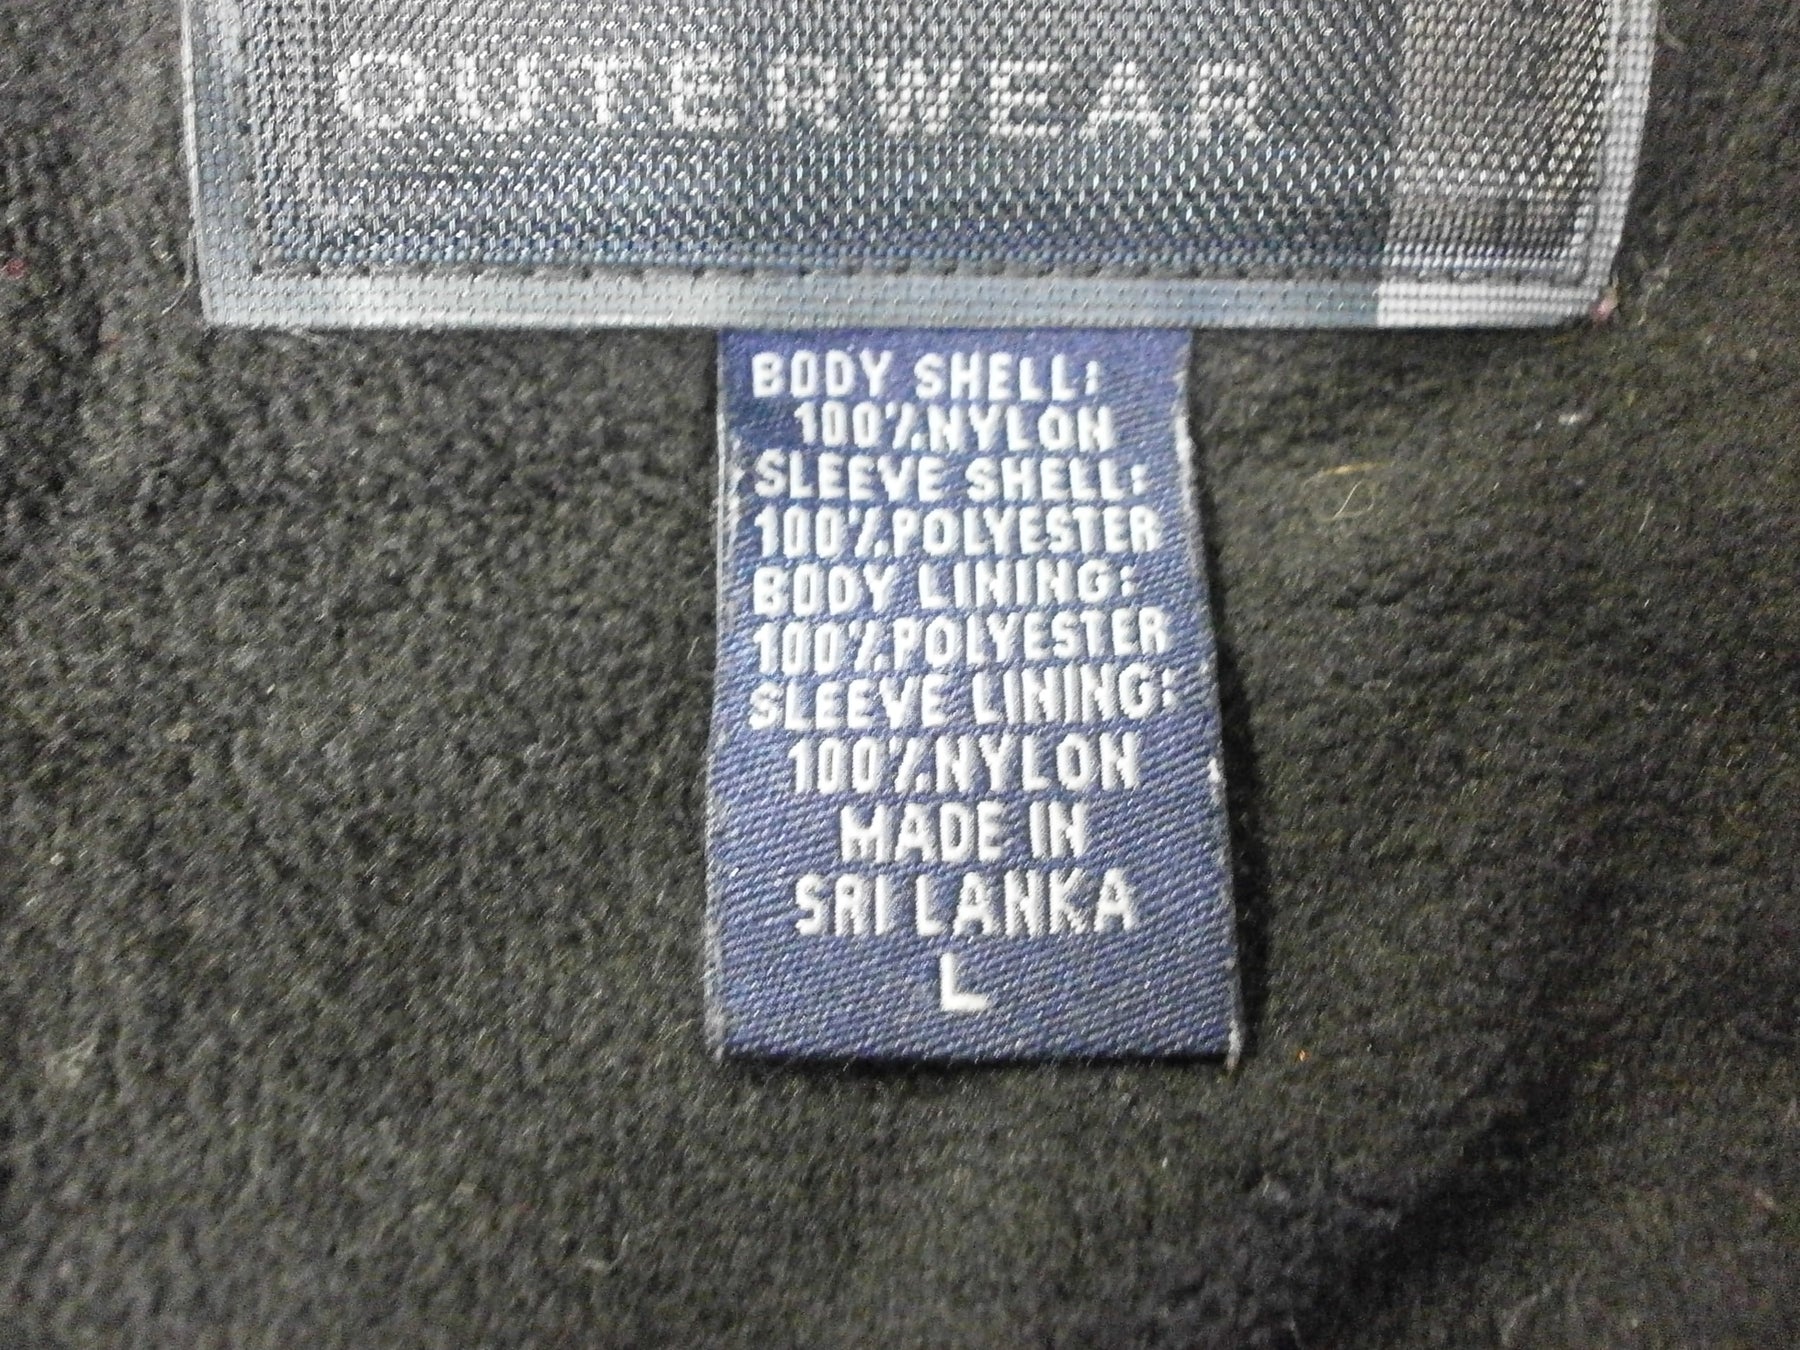 OUTERWEAR
BODY SHELL:
100% NYLON
SLEEVE SHELL:
100% POLYESTER
BODY LINING:
100% POLYESTER
SLEEVE LINING:
100% NYLON
MADE IN
SRI LANKA
L